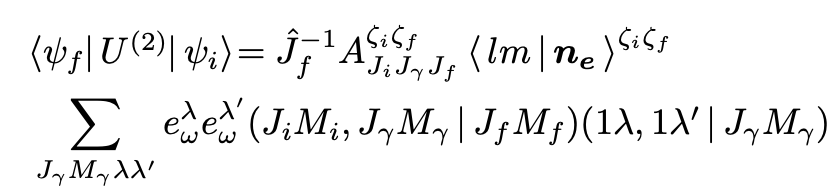 ⟨ψ_f| U^{(2)} | ψ_i⟩ = Ĵ_f^{-1} A^{ζ_i ζ_f}_{J_i J_γ J_f} ⟨lm | n_e⟩^{ζ_i ζ_f}
∑_{J_γ M_γ λλ′} e^λ_ω e^{λ′}_ω (J_i M_i, J_γ M_γ | J_f M_f)(1λ, 1λ′ | J_γ M_γ)